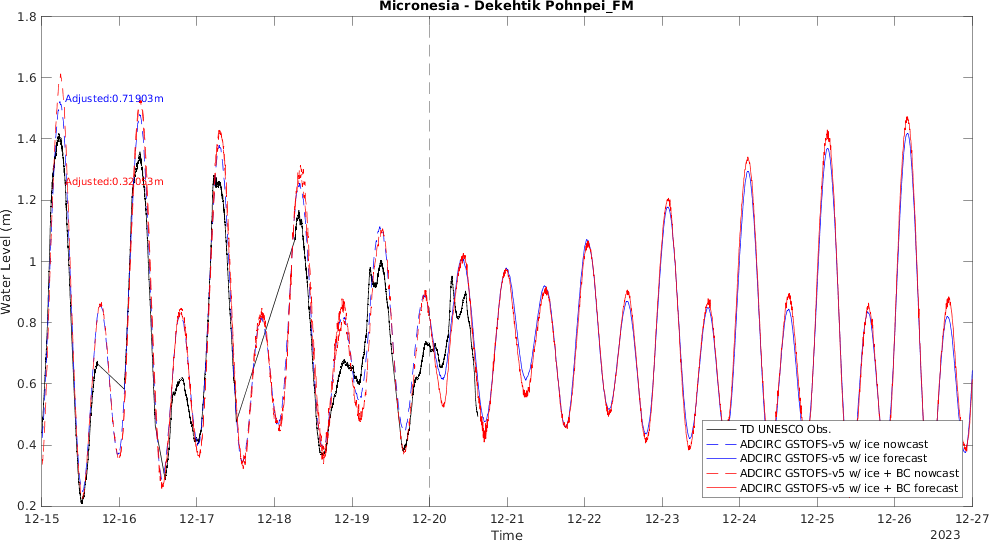 Micronesia - Dekehtik Pohnpei_FM
1.8
1.6
1.4
1.2
1
0.8
0.6
0.4
0.2
Water Level (m)
Adjusted:0.71903m
TD UNESCO Obs.
ADCIRC GSTOFS-v5 w/ ice nowcast
ADCIRC GSTOFS-v5 w/ ice forecast
ADCIRC GSTOFS-v5 w/ ice + BC nowcast
ADCIRC GSTOFS-v5 w/ ice + BC forecast
12-15 12-16 12-17 12-18 12-19 12-20 12-21 12-22 12-23 12-24 12-25 12-26 12-27
Time
2023